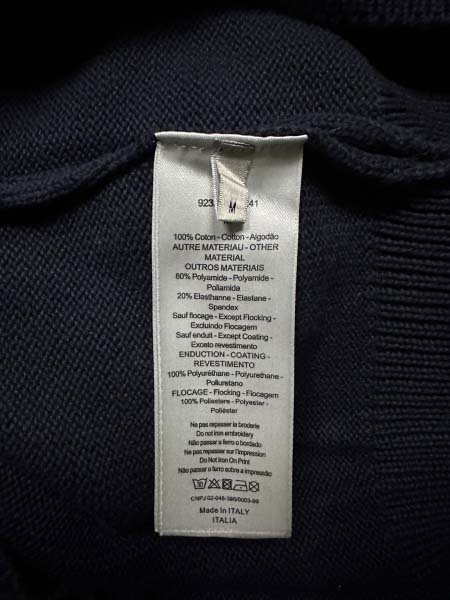 923 M 41
100% Coton - Cotton - Algodão
AUTRE MATERIAU - OTHER
MATERIAL
OUTROS MATERIAIS
80% Polyamide - Polyamide -
Poliamida
20% Elasthanne - Elastane -
Spandex
Sauf flocage - Except Flocking -
Excluindo Flocagem
Sauf enduit - Except Coating -
Exceto revestimento
ENDUCTION - COATING -
REVESTIMENTO
100% Polyuréthane - Polyurethane -
Poliuretano
FLOCAGE - Flocking - Flocagem
100% Poliestere - Polyester -
Poliéster
Ne pas repasser la broderie
Do not iron embroidery
Não passar a ferro o bordado
Ne pas repasser sur l'impression
Do Not Iron On Print
Não passar a ferro sobre a impressão
30
CNPJ
Made in ITALY
ITALIA